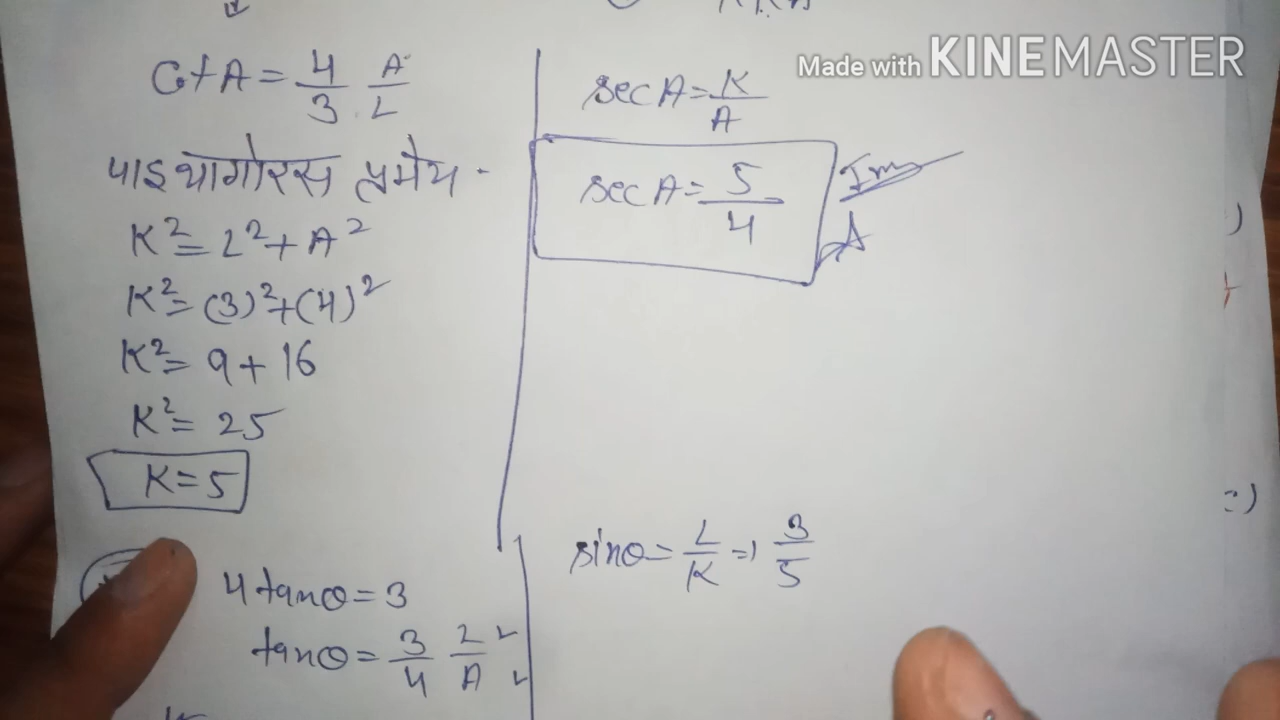 Made with KINEMASTER
CotA = 4/3 A/L
पाइथागोरस प्रमेय -
K² = L² + A²
K² = (3)² + (4)²
K² = 9 + 16
K² = 25
K = 5
sec A = K/A
sec A = 5/4
4 tanθ = 3
tanθ = 3/4 L/A
sinθ = L/K => 3/5